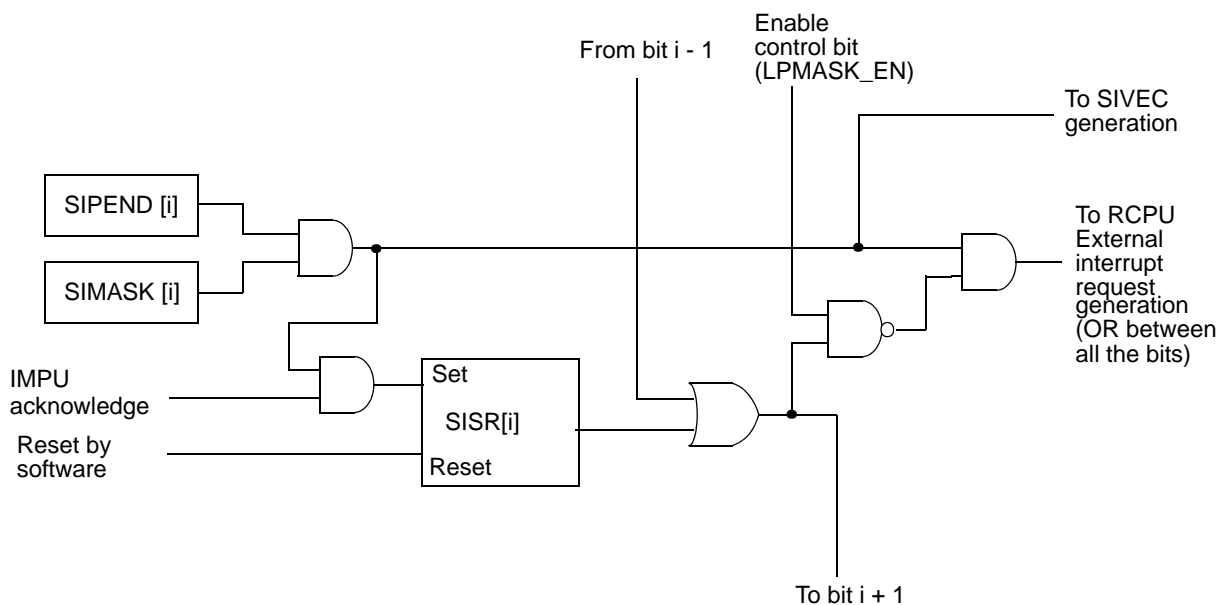 From bit i - 1
Enable
control bit
(LPMASK_EN)
To SIVEC
generation
SIPEND [i]
SIMASK [i]
To RCPU
External
interrupt
request
generation
(OR between
all the bits)
IMPU
acknowledge
Set
SISR[i]
Reset
Reset by
software
To bit i + 1